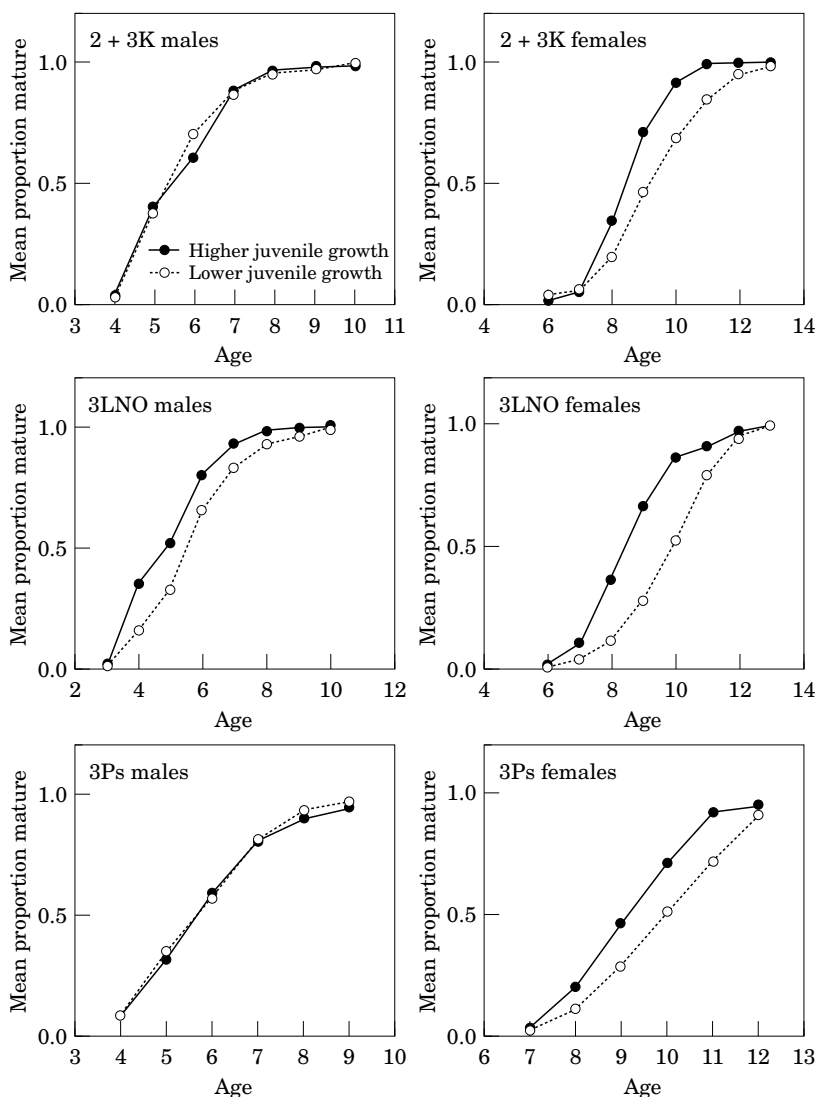 2 + 3K males
1.0
0.5
0.0
Mean proportion mature
Higher juvenile growth
Lower juvenile growth
3 4 5 6 7 8 9 10 11
Age
2 + 3K females
1.0
0.5
0.0
Mean proportion mature
4 6 8 10 12 14
Age
3LNO males
1.0
0.5
0.0
Mean proportion mature
2 4 6 8 10 12
Age
3LNO females
1.0
0.5
0.0
Mean proportion mature
4 6 8 10 12 14
Age
3Ps males
1.0
0.5
0.0
Mean proportion mature
3 4 5 6 7 8 9 10
Age
3Ps females
1.0
0.5
0.0
Mean proportion mature
6 7 8 9 10 11 12 13
Age